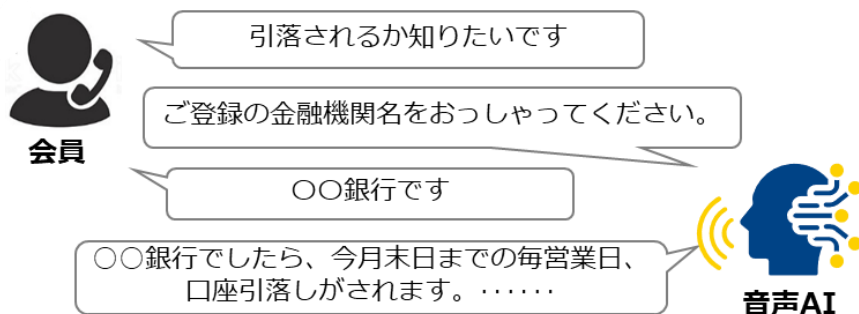 引落されるか知りたいです
ご登録の金融機関名をおっしゃってください。
会員
〇〇銀行です
〇〇銀行でしたら、今月末日までの毎営業日、
口座引落しがされます。‥‥‥
音声AI